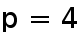 p = 4